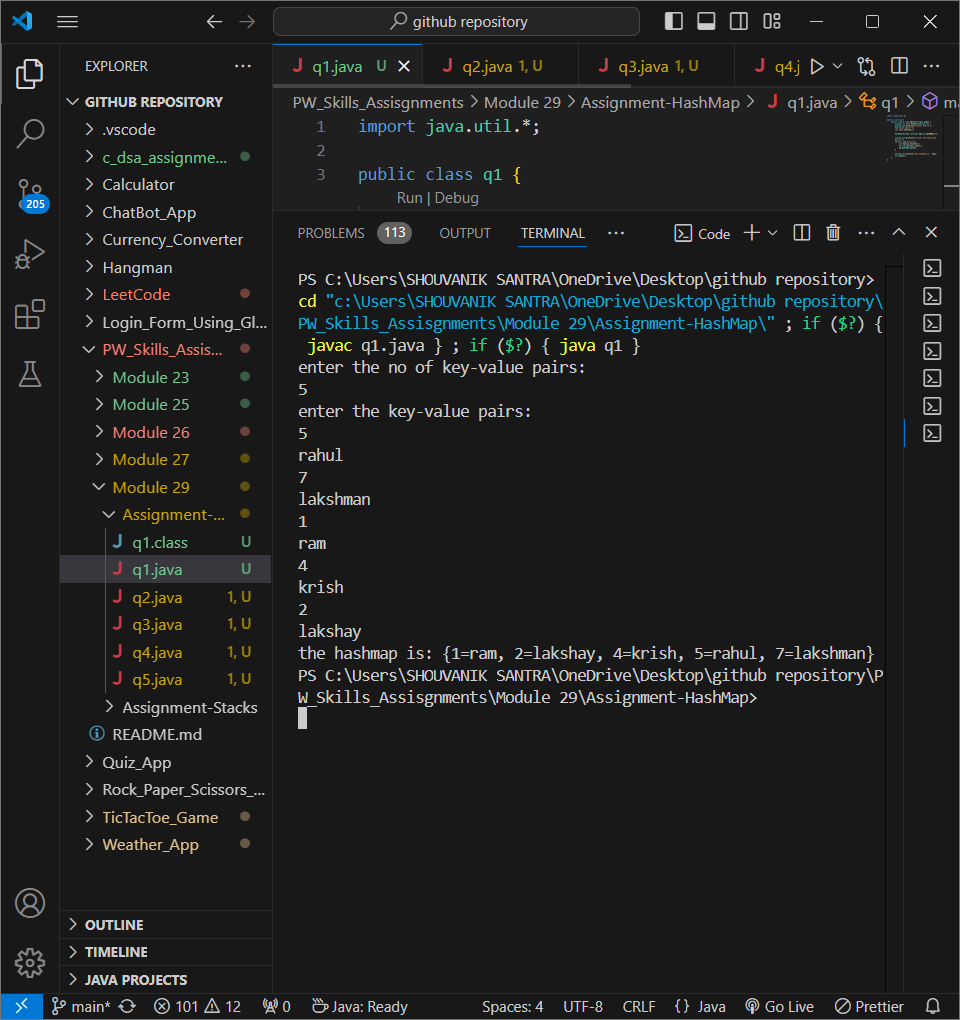 github repository
EXPLORER
GITHUB REPOSITORY
.vscode
c_dsa_assignme...
Calculator
ChatBot_App
Currency_Converter
Hangman
LeetCode
Login_Form_Using_Gl...
PW_Skills_Assis...
Module 23
Module 25
Module 26
Module 27
Module 29
Assignment-...
q1.class U
q1.java U
q2.java 1, U
q3.java 1, U
q4.java 1, U
q5.java 1, U
Assignment-Stacks
README.md
Quiz_App
Rock_Paper_Scissors_...
TicTacToe_Game
Weather_App
OUTLINE
TIMELINE
JAVA PROJECTS
205
q1.java U q2.java 1, U q3.java 1, U q4.j
PW_Skills_Assisgnments > Module 29 > Assignment-HashMap > q1.java > q1 > ma
1 import java.util.*;
2
3 public class q1 {
Run | Debug
PROBLEMS 113 OUTPUT TERMINAL Code
PS C:\Users\SHOUVANIK SANTRA\OneDrive\Desktop\github repository>
cd "c:\Users\SHOUVANIK SANTRA\OneDrive\Desktop\github repository\
PW_Skills_Assisgnments\Module 29\Assignment-HashMap\" ; if ($?) {
javac q1.java } ; if ($?) { java q1 }
enter the no of key-value pairs:
5
enter the key-value pairs:
5
rahul
7
lakshman
1
ram
4
krish
2
lakshay
the hashmap is: {1=ram, 2=lakshay, 4=krish, 5=rahul, 7=lakshman}
PS C:\Users\SHOUVANIK SANTRA\OneDrive\Desktop\github repository\P
W_Skills_Assisgnments\Module 29\Assignment-HashMap>
main* 101 12 0 Java: Ready Spaces: 4 UTF-8 CRLF {} Java Go Live Prettier